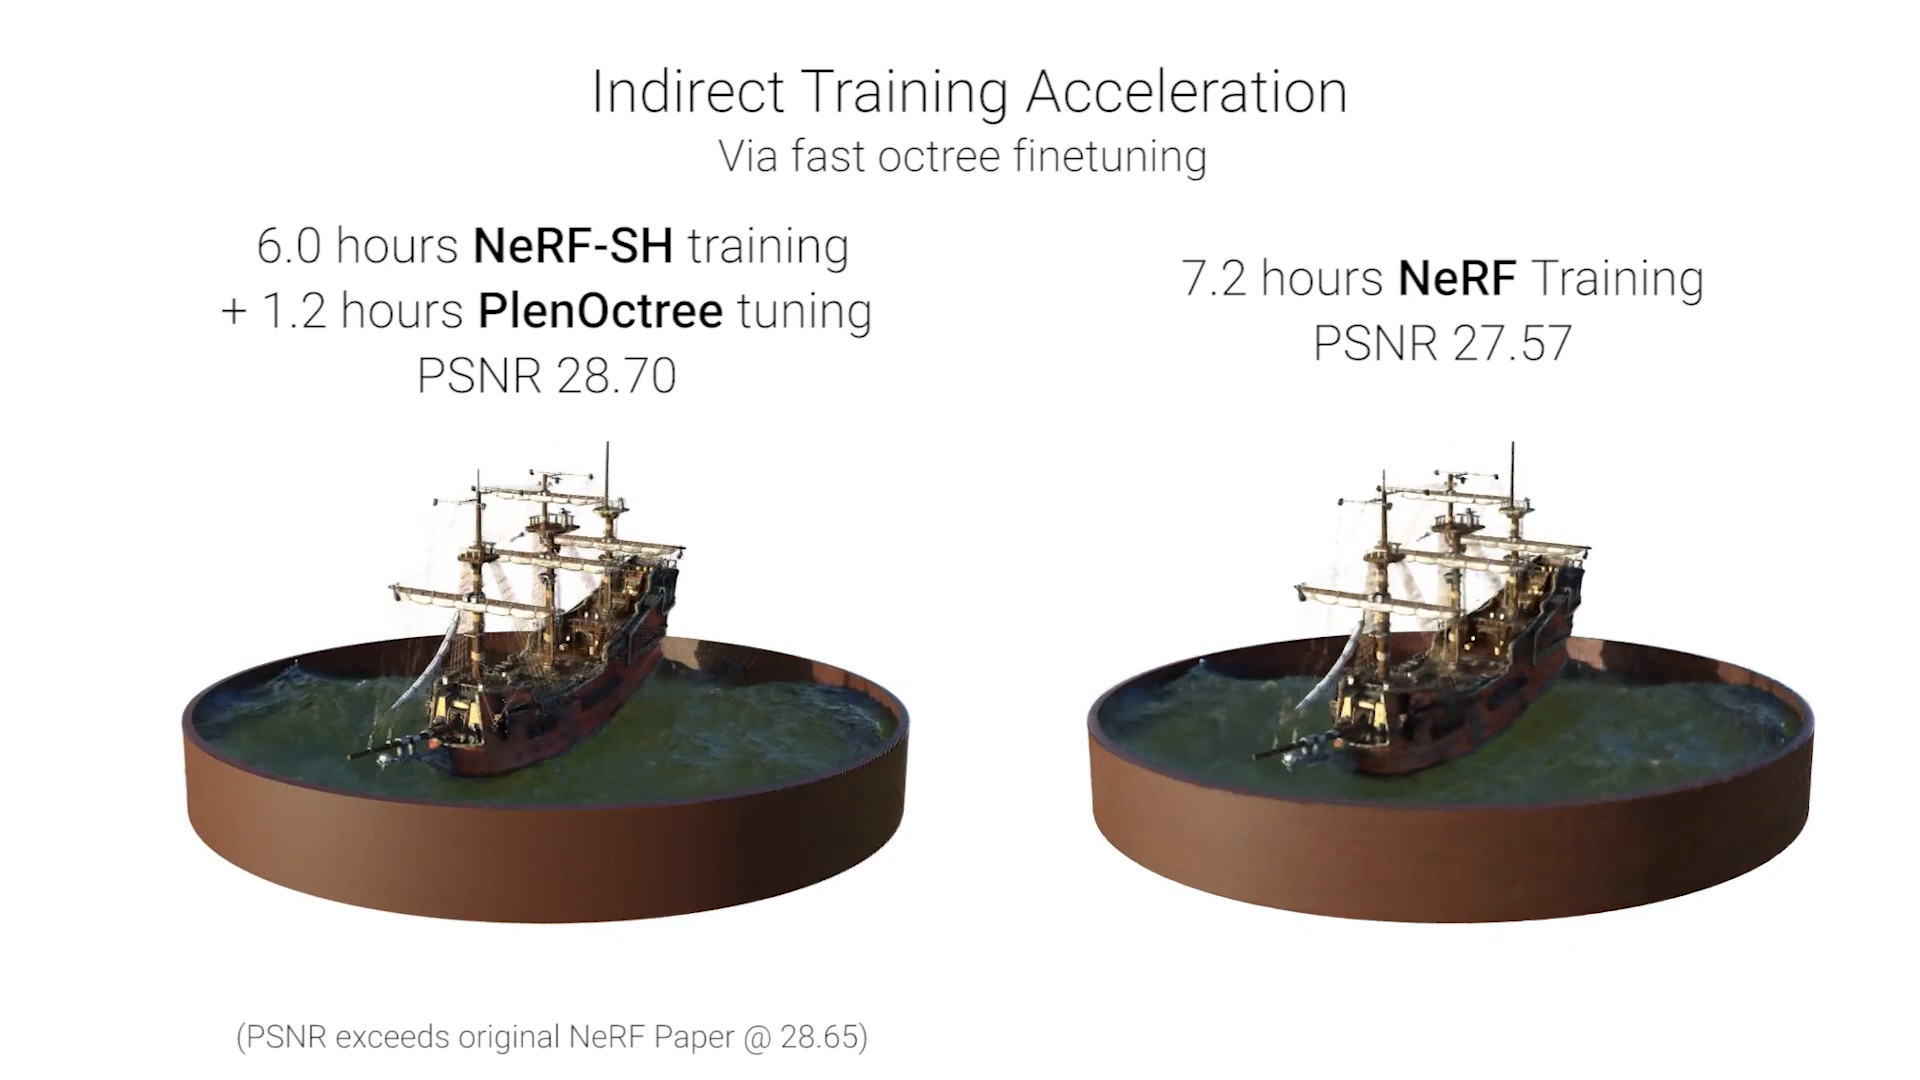 Indirect Training Acceleration
Via fast octree finetuning
6.0 hours NeRF-SH training
+ 1.2 hours PlenOctree tuning
PSNR 28.70
7.2 hours NeRF Training
PSNR 27.57
(PSNR exceeds original NeRF Paper @ 28.65)